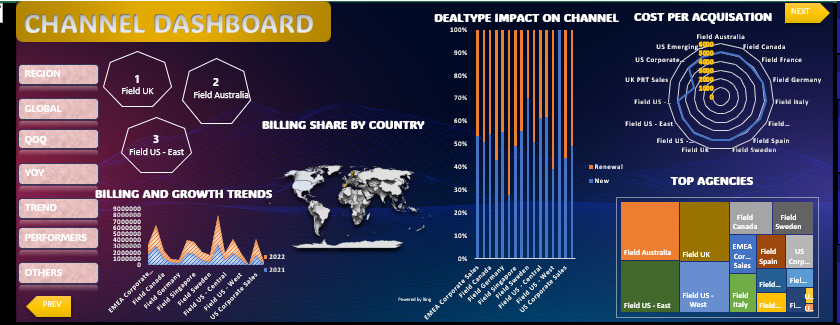 CHANNEL DASHBOARD
REGION
GLOBAL
QOQ
YOY
TREND
PERFORMERS
OTHERS
PREV
NEXT
1
Field UK
2
Field Australia
3
Field US - East
BILLING SHARE BY COUNTRY
Powered by Bing
BILLING AND GROWTH TRENDS
9000000
8000000
7000000
6000000
5000000
4000000
3000000
2000000
1000000
0
EMEA Corporate...
Field Canada
Field Germany
Field Singapore
Field Sweden
Field US - Central
Field US - West
US Corporate Sales
2022
2021
DEALTYPE IMPACT ON CHANNEL
100%
90%
80%
70%
60%
50%
40%
30%
20%
10%
0%
EMEA Corporate Sales
Field Canada
Field Germany
Field Singapore
Field Sweden
Field US - Central
Field US - West
US Corporate Sales
Renewal
New
COST PER ACQUISATION
Field Australia
Field Canada
Field France
Field Germany
Field Italy
Field...
Field Spain
Field Sweden
Field UK
Field US -...
Field US - East
Field US -...
UK PRT Sales
US Corporate...
US Emerging...
6000
5000
4000
3000
2000
1000
0
TOP AGENCIES
Field Australia
Field US - East
Field UK
Field US -
West
Field
Canada
Field
Sweden
EMEA
Cor...
Sales
Field
Spain
US
Corp...
Field
Italy
Field...
Field...
Field...
Fi...
U...